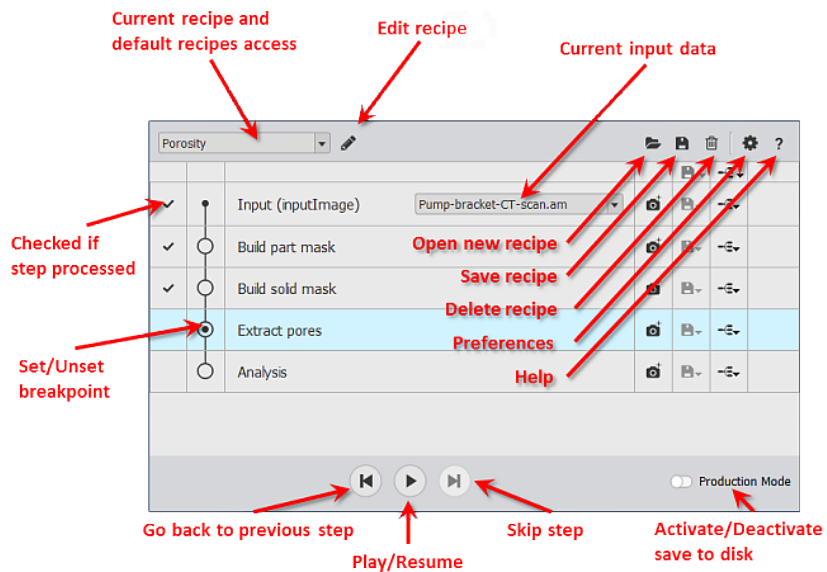 Current recipe and
default recipes access
Edit recipe
Current input data
Porosity
?
Input (inputImage)
Pump-bracket-CT-scan.am
Checked if
step processed
Build part mask
Open new recipe
Save recipe
Build solid mask
Delete recipe
Extract pores
Preferences
Set/Unset
breakpoint
Analysis
Help
Production Mode
Go back to previous step
Skip step
Activate/Deactivate
save to disk
Play/Resume